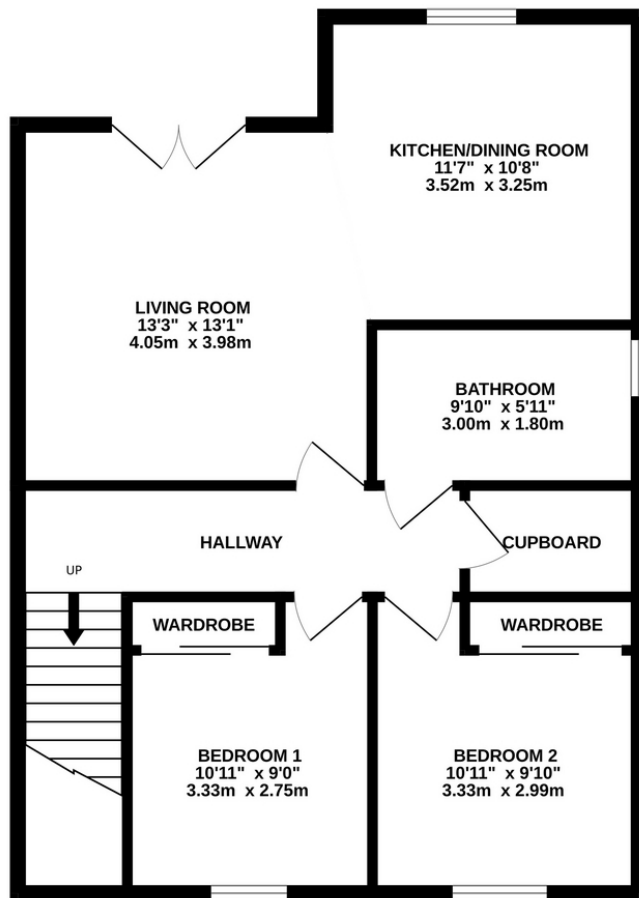 KITCHEN/DINING ROOM
11'7" x 10'8"
3.52m x 3.25m
LIVING ROOM
13'3" x 13'1"
4.05m x 3.98m
BATHROOM
9'10" x 5'11"
3.00m x 1.80m
HALLWAY
CUPBOARD
UP
WARDROBE
WARDROBE
BEDROOM 1
10'11" x 9'0"
3.33m x 2.75m
BEDROOM 2
10'11" x 9'10"
3.33m x 2.99m